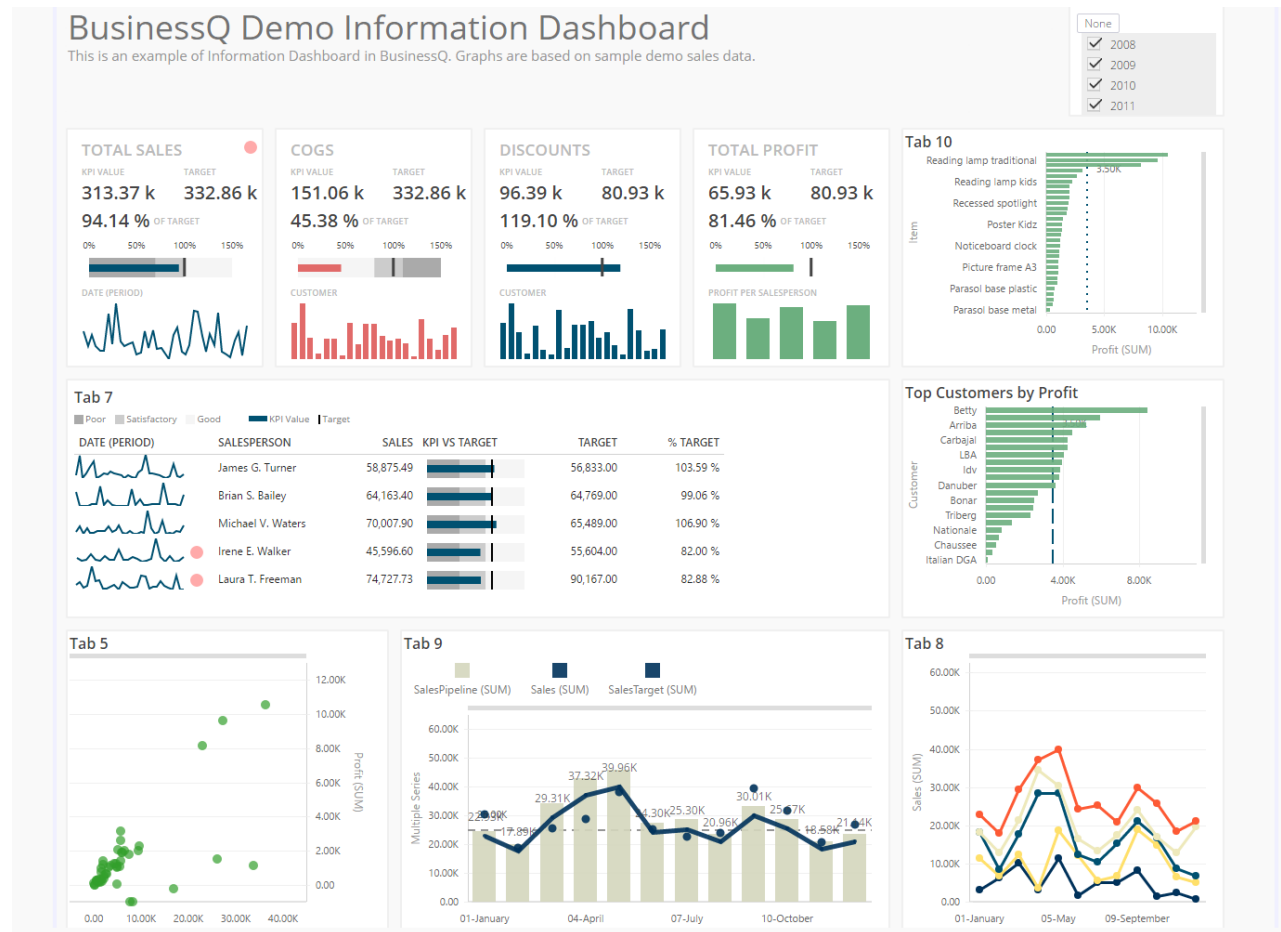 BusinessQ Demo Information Dashboard
This is an example of Information Dashboard in BusinessQ. Graphs are based on sample demo sales data.
None
2008
2009
2010
2011
TOTAL SALES
KPI VALUE TARGET
313.37 k 332.86 k
94.14 % OF TARGET
0% 50% 100% 150%
DATE (PERIOD)
COGS
KPI VALUE TARGET
151.06 k 332.86 k
45.38 % OF TARGET
0% 50% 100% 150%
CUSTOMER
DISCOUNTS
KPI VALUE TARGET
96.39 k 80.93 k
119.10 % OF TARGET
0% 50% 100% 150%
CUSTOMER
TOTAL PROFIT
KPI VALUE TARGET
65.93 k 80.93 k
81.46 % OF TARGET
0% 50% 100% 150%
PROFIT PER SALESPERSON
Tab 10
Item
Reading lamp traditional
3.50K
Reading lamp kids
Recessed spotlight
Poster Kidz
Noticeboard clock
Picture frame A3
Parasol base plastic
Parasol base metal
0.00 5.00K 10.00K
Profit (SUM)
Tab 7
Poor Satisfactory Good KPI Value Target
DATE (PERIOD) SALESPERSON SALES KPI VS TARGET TARGET % TARGET
James G. Turner 58,875.49 56,833.00 103.59 %
Brian S. Bailey 64,163.40 64,769.00 99.06 %
Michael V. Waters 70,007.90 65,489.00 106.90 %
Irene E. Walker 45,596.60 55,604.00 82.00 %
Laura T. Freeman 74,727.73 90,167.00 82.88 %
Top Customers by Profit
Customer
Betty
Arriba
Carbajal
LBA
Idv
Danuber
Bonar
Triberg
Nationale
Chaussee
Italian DGA
0.00 4.00K 8.00K
Profit (SUM)
Tab 5
12.00K
10.00K
8.00K
6.00K
4.00K
2.00K
0.00
Profit (SUM)
0.00 10.00K 20.00K 30.00K 40.00K
Tab 9
SalesPipeline (SUM) Sales (SUM) SalesTarget (SUM)
Multiple Series
60.00K
50.00K
40.00K
30.00K
20.00K
10.00K
0.00
17.89K
29.31K
37.32K
39.96K
24.30K
25.30K
20.96K
30.01K
18.58K
01-January 04-April 07-July 10-October
Tab 8
Sales (SUM)
60.00K
50.00K
40.00K
30.00K
20.00K
10.00K
0.00
01-January 05-May 09-September